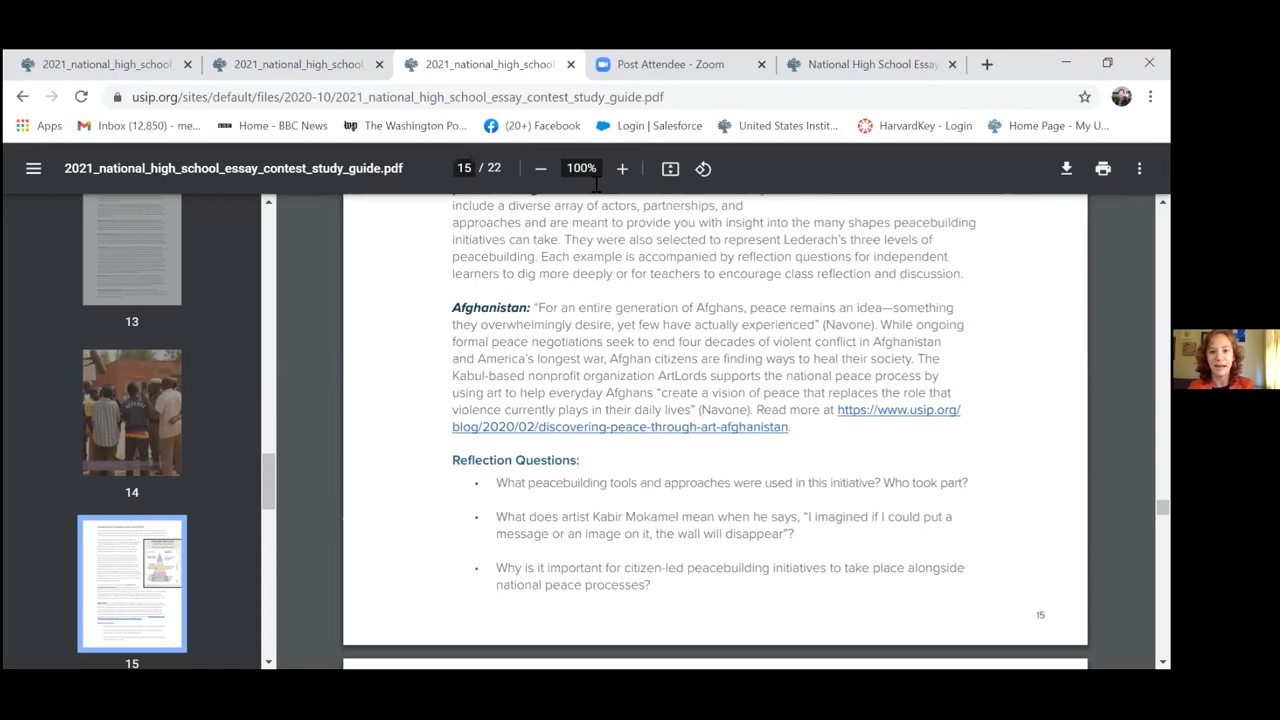 2021_national_high_school_
2021_national_high_school_
2021_national_high_school_
Post Attendee - Zoom
National High School Essay
usip.org/sites/default/files/2020-10/2021_national_high_school_essay_contest_study_guide.pdf
Apps
Inbox (12,850) - me...
Home - BBC News
The Washington Po...
(20+) Facebook
Login | Salesforce
United States Instit...
HarvardKey - Login
Home Page - My U...
2021_national_high_school_essay_contest_study_guide.pdf
15 / 22
100%
include a diverse array of actors, partnerships, and
approaches and are meant to provide you with insight into the many shapes peacebuilding
initiatives can take. They were also selected to represent Lederach's three levels of
peacebuilding. Each example is accompanied by reflection questions for independent
learners to dig more deeply or for teachers to encourage class reflection and discussion.
Afghanistan: “For an entire generation of Afghans, peace remains an idea—something
they overwhelmingly desire, yet few have actually experienced” (Navone). While ongoing
formal peace negotiations seek to end four decades of violent conflict in Afghanistan
and America's longest war, Afghan citizens are finding ways to heal their society. The
Kabul-based nonprofit organization ArtLords supports the national peace process by
using art to help everyday Afghans “create a vision of peace that replaces the role that
violence currently plays in their daily lives” (Navone). Read more at https://www.usip.org/
blog/2020/02/discovering-peace-through-art-afghanistan.
Reflection Questions:
• What peacebuilding tools and approaches were used in this initiative? Who took part?
• What does artist Kabir Mokamel mean when he says, “I imagined if I could put a
message or an image on it, the wall will disappear”?
• Why is it important for citizen-led peacebuilding initiatives to take place alongside
national peace processes?
15
13
14
15